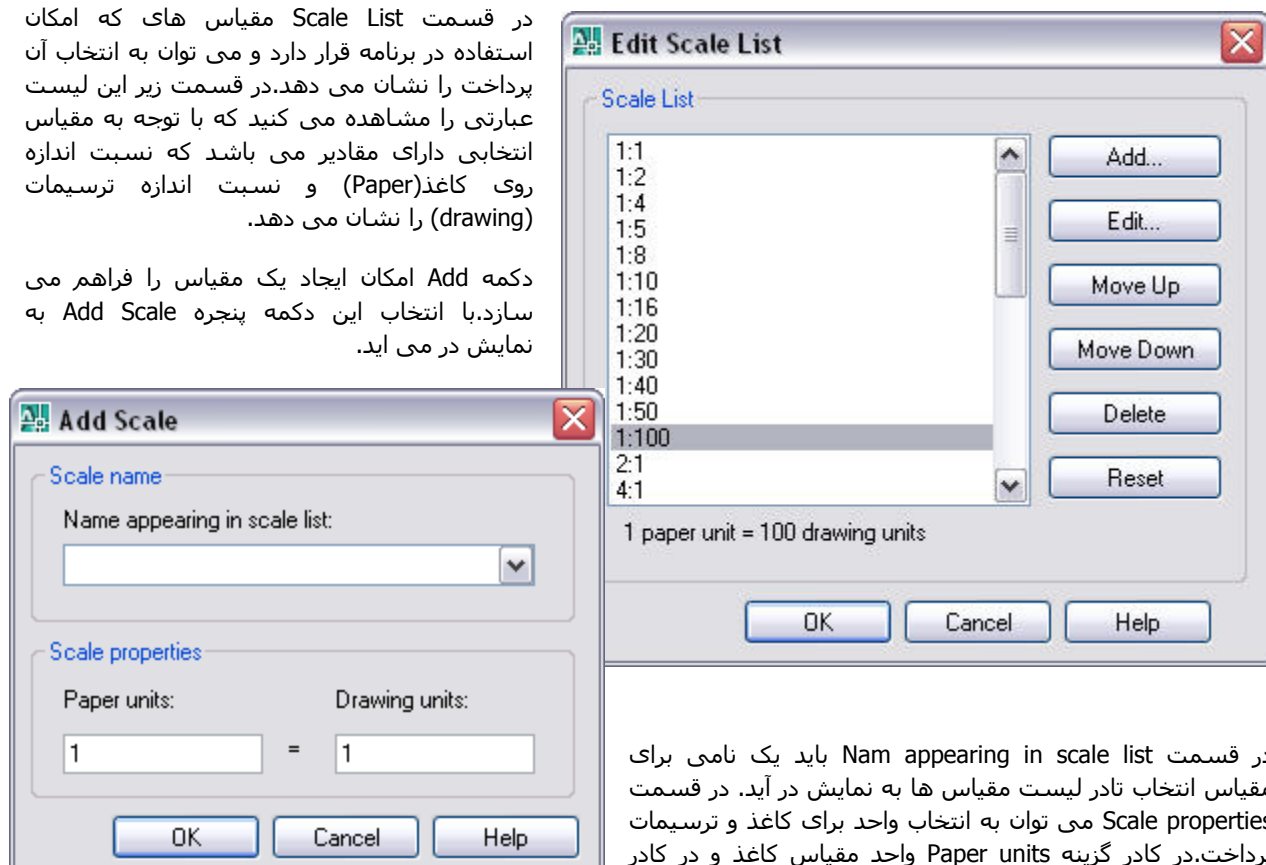 در قسمت Scale List مقیاس های که امکان
استفاده در برنامه قرار دارد و می توان به انتخاب آن
پرداخت را نشان می دهد.در قسمت زیر این لیست
عبارتی را مشاهده می کنید که با توجه به مقیاس
انتخابی دارای مقادیر می باشد که نسبت اندازه
روی کاغذ(Paper) و نسبت اندازه ترسیمات
(drawing) را نشان می دهد.
دکمه Add امکان ایجاد یک مقیاس را فراهم می
سازد.با انتخاب این دکمه پنجره Add Scale به
نمایش در می اید.
Edit Scale List
Scale List
1:1
1:2
1:4
1:5
1:8
1:10
1:16
1:20
1:30
1:40
1:50
1:100
2:1
4:1
Add...
Edit...
Move Up
Move Down
Delete
Reset
1 paper unit = 100 drawing units
OK
Cancel
Help
Add Scale
Scale name
Name appearing in scale list:
Scale properties
Paper units:
Drawing units:
1 = 1
OK
Cancel
Help
در قسمت Nam appearing in scale list باید یک نامی برای
مقیاس انتخاب تادر لیست مقیاس ها به نمایش در آید. در قسمت
Scale properties می توان به انتخاب واحد برای کاغذ و ترسیمات
پرداخت.در کادر گزینه Paper units واحد مقیاس کاغذ و در کادر